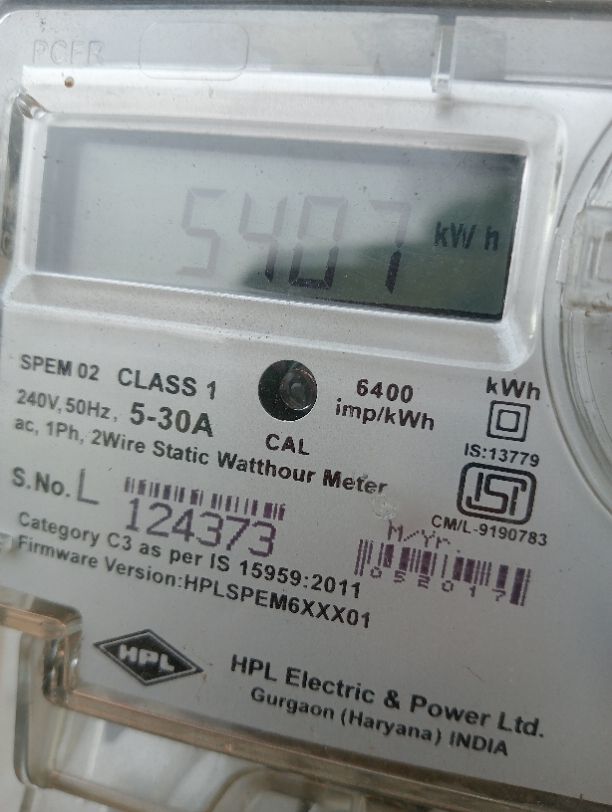 PCER
5407 kWh
SPEM 02 CLASS 1
240V, 50Hz, 5-30A
ac, 1Ph, 2Wire Static Watthour Meter
CAL
6400
imp/kWh
kWh
IS:13779
ISI
CM/L-9190783
S.No. L
124373
M/Yr.
052017
Category C3 as per IS 15959:2011
Firmware Version:HPLSPEM6XXX01
HPL
HPL Electric & Power Ltd.
Gurgaon (Haryana) INDIA